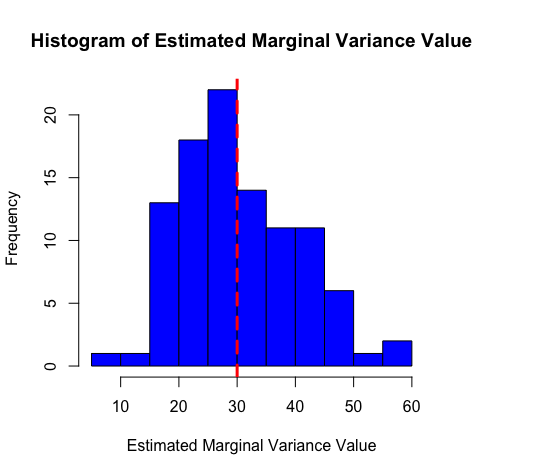 Histogram of Estimated Marginal Variance Value
Frequency
20
15
10
5
0
10 20 30 40 50 60
Estimated Marginal Variance Value